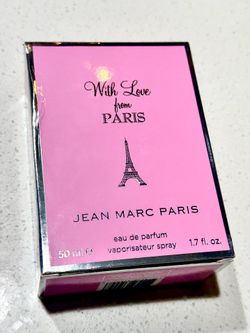 With Love
from
PARIS
JEAN MARC PARIS
eau de parfum
50 ml ℮ vaporisateur spray 1.7 fl. oz.